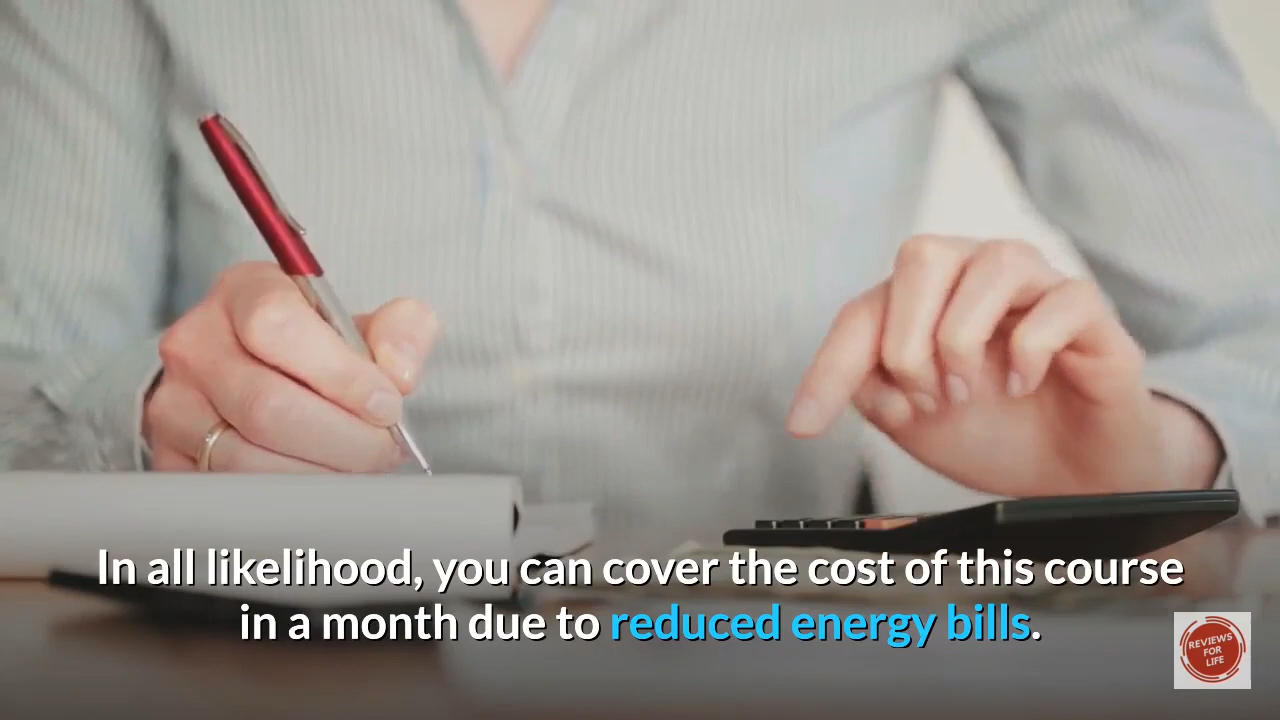 In all likelihood, you can cover the cost of this course
in a month due to reduced energy bills.
REVIEWS
FOR
LIFE